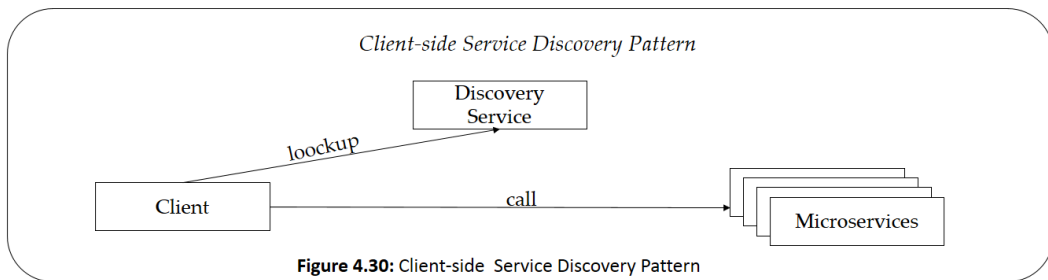 Client-side Service Discovery Pattern
Discovery
Service
loockup
Client
call
Microservices
Figure 4.30: Client-side Service Discovery Pattern